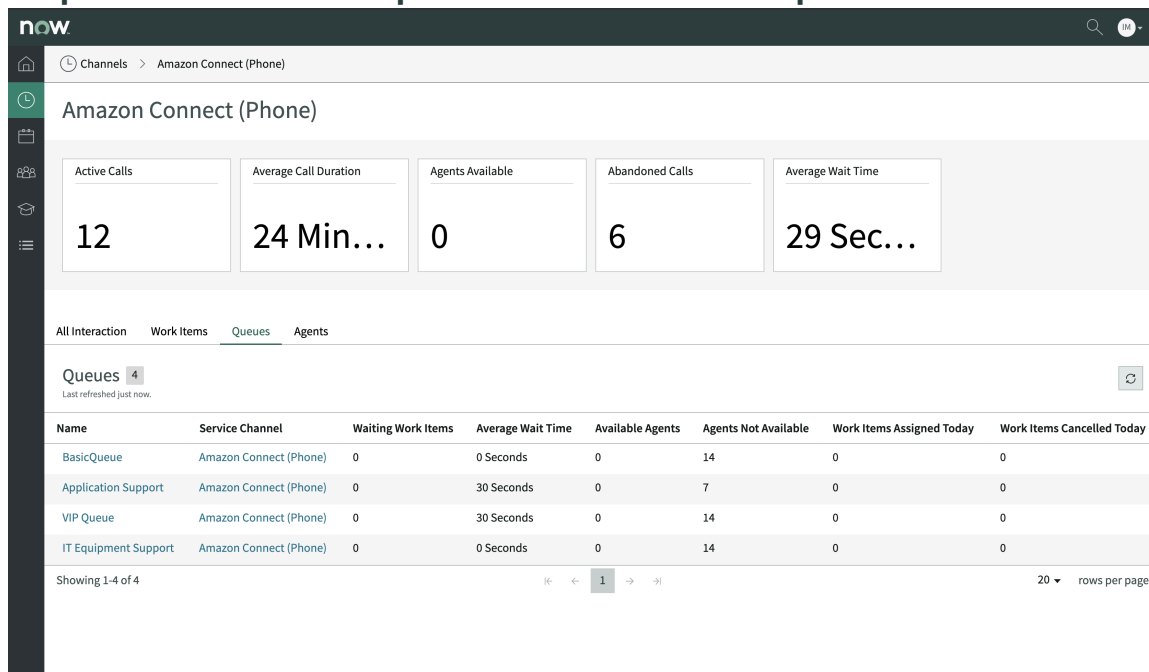 now
IM
Channels > Amazon Connect (Phone)
Amazon Connect (Phone)
Active Calls
12
Average Call Duration
24 Min...
Agents Available
0
Abandoned Calls
6
Average Wait Time
29 Sec...
All Interaction Work Items Queues Agents
Queues 4
Last refreshed just now.
Name Service Channel Waiting Work Items Average Wait Time Available Agents Agents Not Available Work Items Assigned Today Work Items Cancelled Today
BasicQueue Amazon Connect (Phone) 0 0 Seconds 0 14 0 0
Application Support Amazon Connect (Phone) 0 30 Seconds 0 7 0 0
VIP Queue Amazon Connect (Phone) 0 30 Seconds 0 14 0 0
IT Equipment Support Amazon Connect (Phone) 0 0 Seconds 0 14 0 0
Showing 1-4 of 4 1 20 rows per page